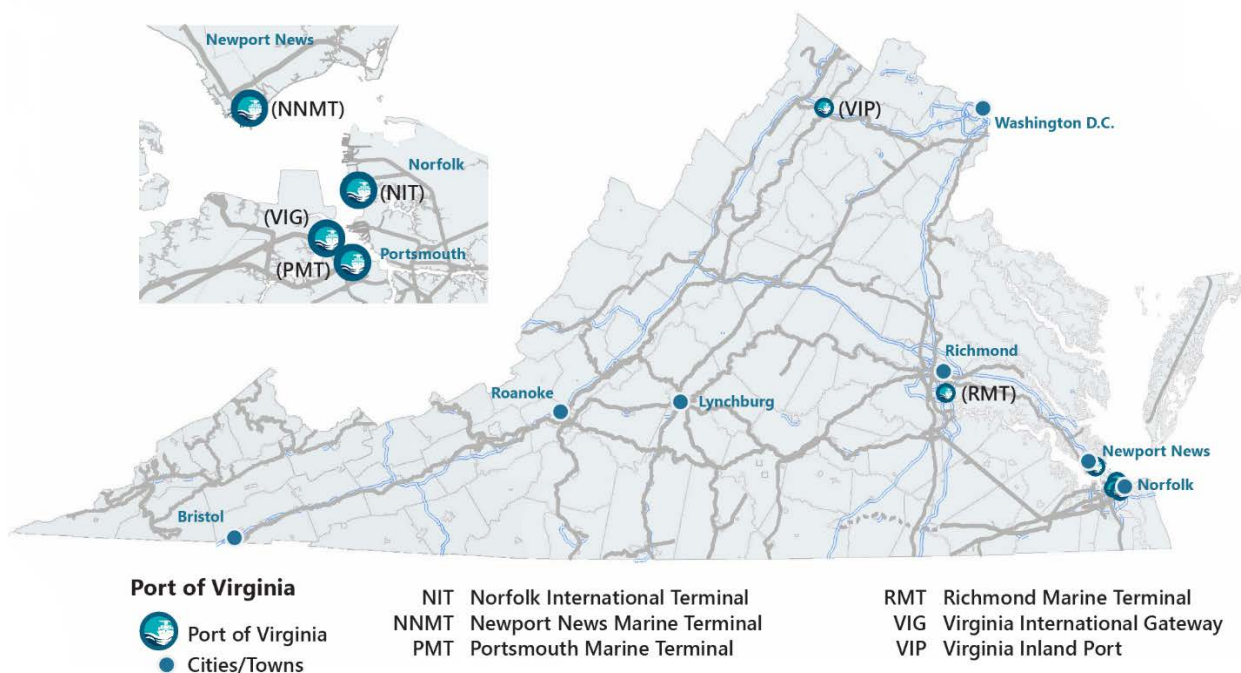 Newport News
(NNMT)
Norfolk
(NIT)
(VIG)
Portsmouth
(PMT)
(VIP)
Washington D.C.
Richmond
(RMT)
Roanoke
Lynchburg
Newport News
Norfolk
Bristol
Port of Virginia
Port of Virginia
Cities/Towns
NIT Norfolk International Terminal
NNMT Newport News Marine Terminal
PMT Portsmouth Marine Terminal
RMT Richmond Marine Terminal
VIG Virginia International Gateway
VIP Virginia Inland Port